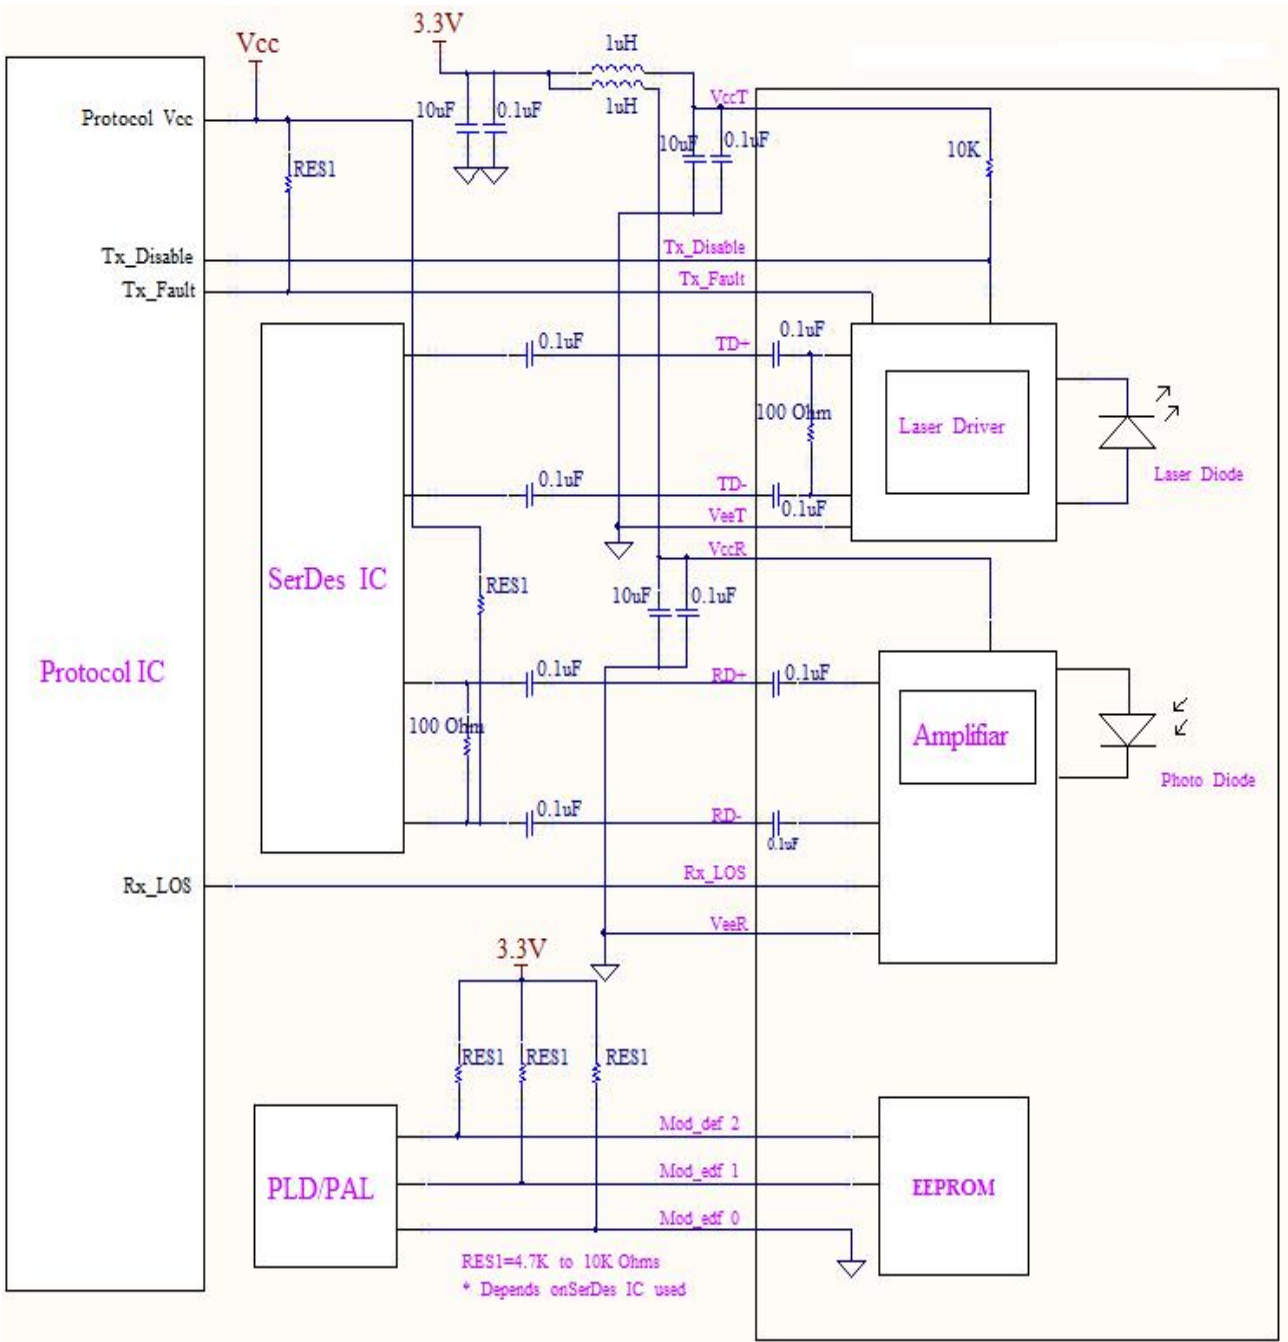 3.3V
1uH
Vcc
1uH
VccT
10uF
0.1uF
Protocol Vcc
10uF
0.1uF
10K
RES1
Tx_Disable
Tx_Disable
Tx_Fault
Tx_Fault
0.1uF
0.1uF
TD+
100 Ohm
Laser Driver
Laser Diode
0.1uF
TD-
0.1uF
VeeT
VccR
SerDes IC
RES1
10uF
0.1uF
Protocol IC
0.1uF
RD+
0.1uF
100 Ohm
Amplifiar
Photo Diode
0.1uF
RD-
0.1uF
Rx_LOS
Rx_LOS
VeeR
3.3V
RES1
RES1
RES1
Mod_def 2
PLD/PAL
Mod_edf 1
EEPROM
Mod_edf 0
RES1=4.7K to 10K Ohms
* Depends onSerDes IC used